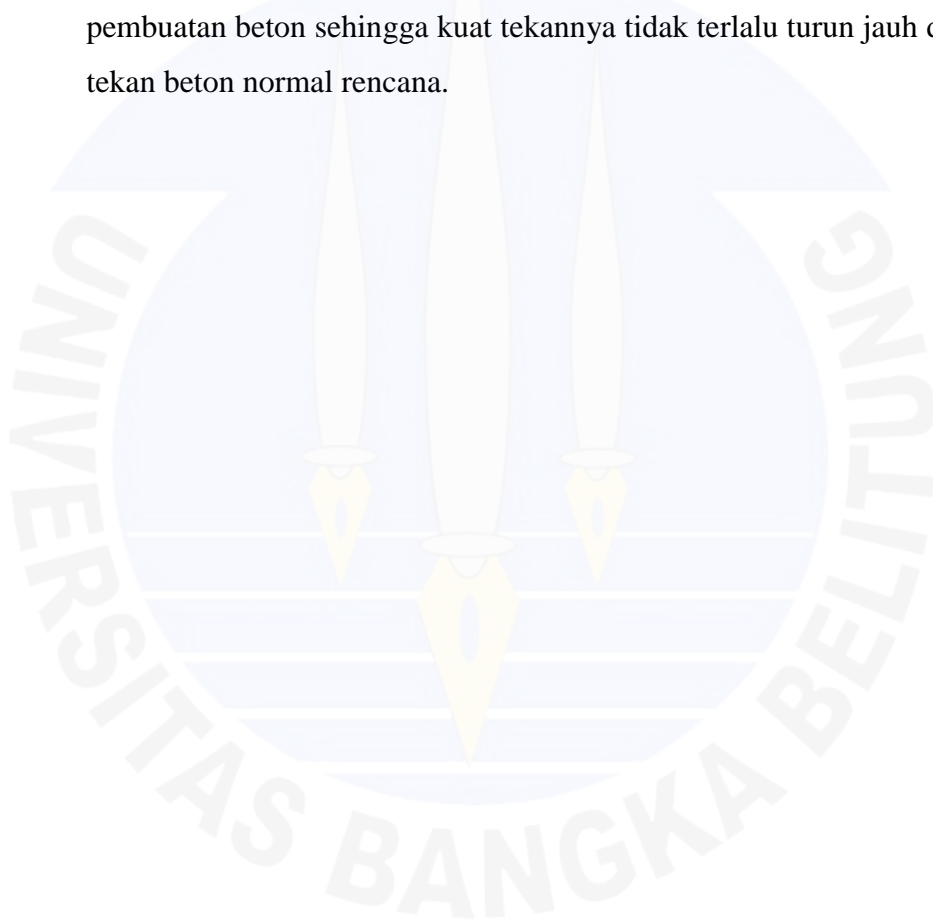 pembuatan beton sehingga kuat tekannya tidak terlalu turun jauh
tekan beton normal rencana.
UNIVERSITAS BANGKA BELITUNG